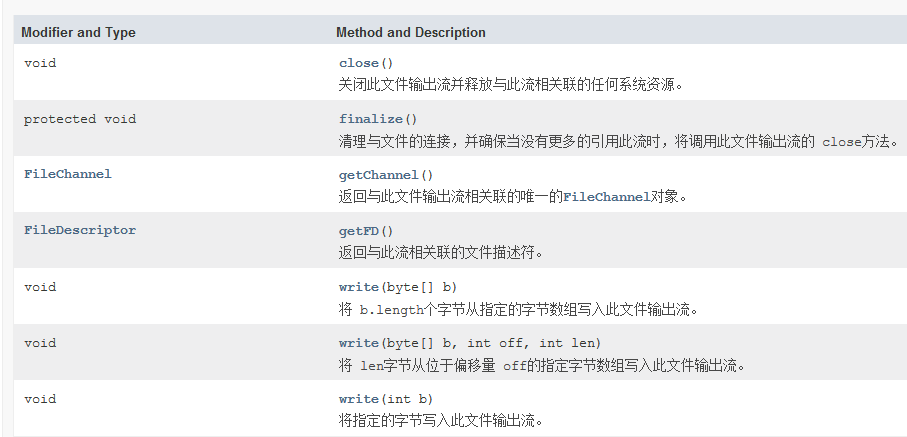 Modifier and Type Method and Description
void close()
关闭此文件输出流并释放与此流相关联的任何系统资源。
protected void finalize()
清理与文件的连接，并确保当没有更多的引用此流时，将调用此文件输出流的 close方法。
FileChannel getChannel()
返回与此文件输出流相关联的唯一的FileChannel对象。
FileDescriptor getFD()
返回与此流相关联的文件描述符。
void write(byte[] b)
将 b.length个字节从指定的字节数组写入此文件输出流。
void write(byte[] b, int off, int len)
将 len字节从位于偏移量 off的指定字节数组写入此文件输出流。
void write(int b)
将指定的字节写入此文件输出流。